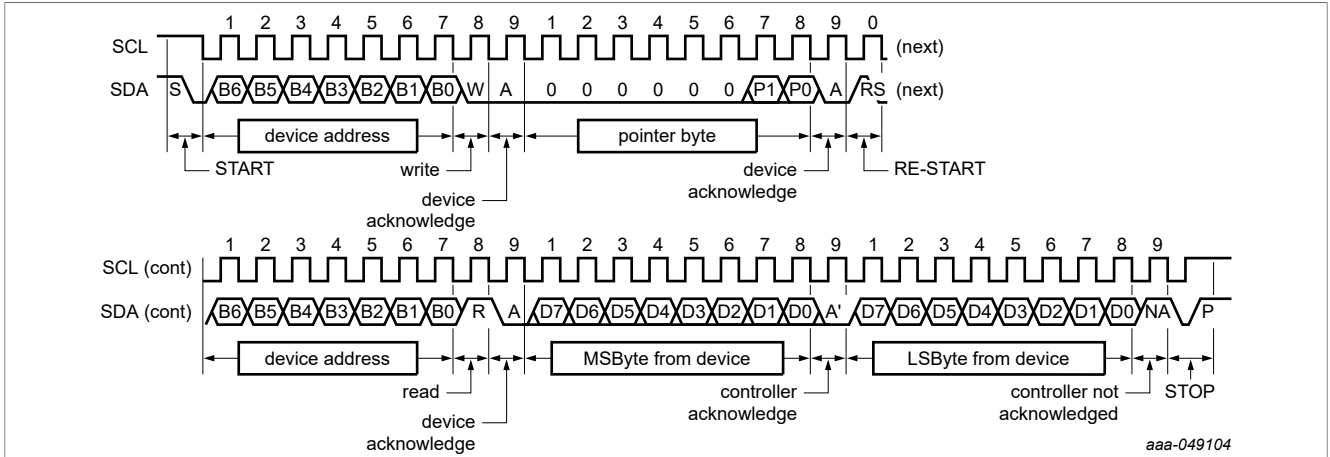 1 2 3 4 5 6 7 8 9 1 2 3 4 5 6 7 8 9 0
SCL (next)
SDA S B6 B5 B4 B3 B2 B1 B0 W A 0 0 0 0 0 0 P1 P0 A RS (next)
device address pointer byte
START write device RE-START
acknowledge
device
acknowledge
1 2 3 4 5 6 7 8 9 1 2 3 4 5 6 7 8 9 1 2 3 4 5 6 7 8 9
SCL (cont)
SDA (cont) B6 B5 B4 B3 B2 B1 B0 R A D7 D6 D5 D4 D3 D2 D1 D0 A' D7 D6 D5 D4 D3 D2 D1 D0 NA P
device address MSByte from device LSByte from device
read controller controller not STOP
acknowledge acknowledged
device
acknowledge
aaa-049104